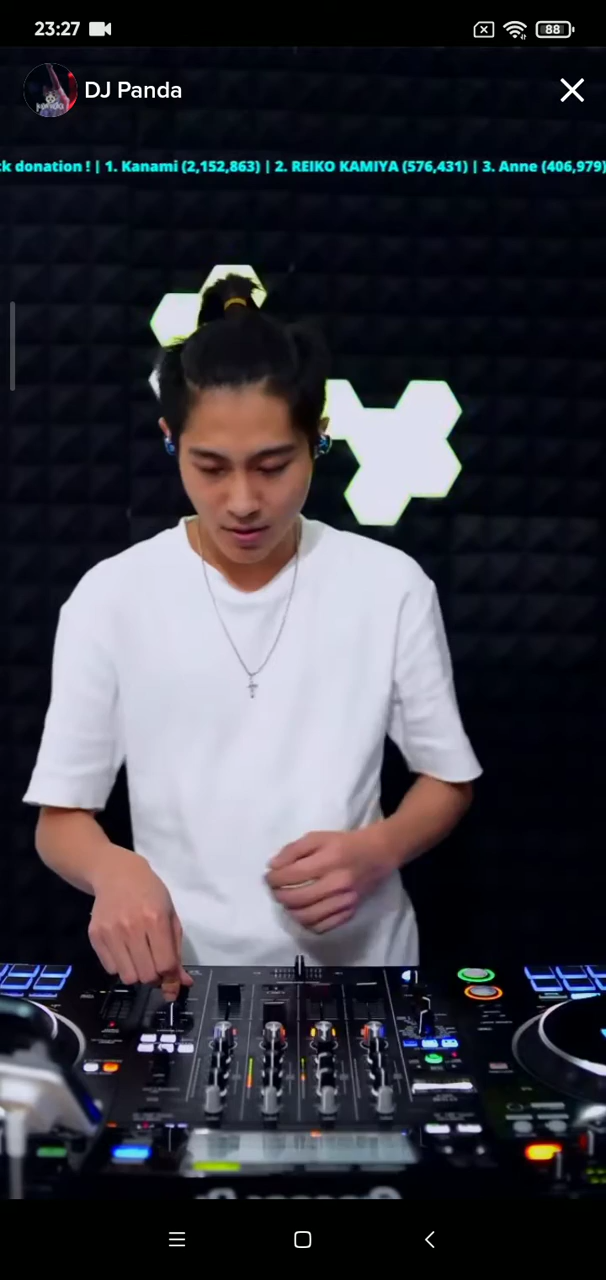 23:27
88
DJ Panda
ck donation ! | 1. Kanami (2,152,863) | 2. REIKO KAMIYA (576,431) | 3. Anne (406,979)